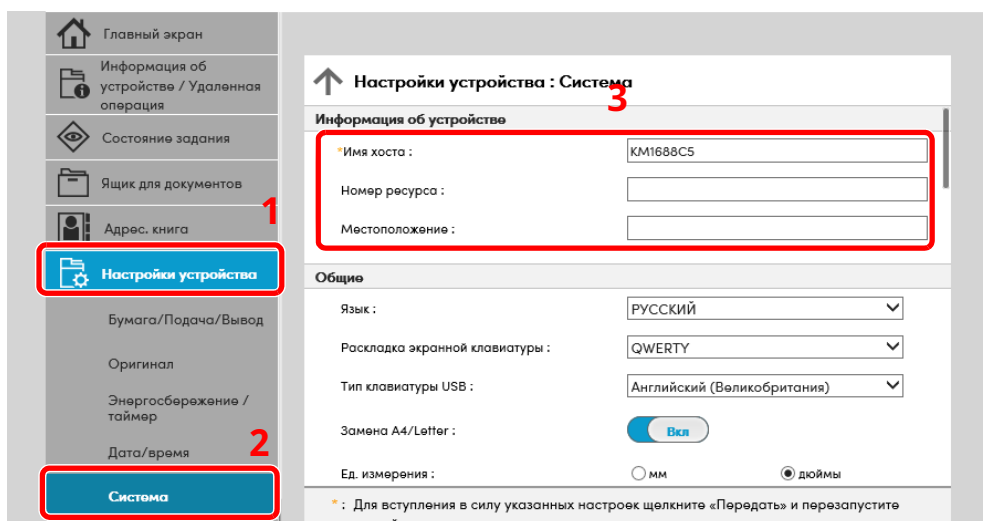 Главный экран
Информация об
устройстве / Удаленная
операция
Состояние задания
Ящик для документов
1
Адрес. книга
Настройки устройства
Бумага/Подача/Вывод
Оригинал
Энергосбережение /
таймер
Дата/время
2
Система
Настройки устройства : Система
3
Информация об устройстве
*Имя хоста : KM1688C5
Номер ресурса :
Местоположение :
Общие
Язык : РУССКИЙ
Раскладка экранной клавиатуры : QWERTY
Тип клавиатуры USB : Английский (Великобритания)
Замена A4/Letter : Вкл
Ед. измерения : мм дюймы
* : Для вступления в силу указанных настроек щелкните «Передать» и перезапустите